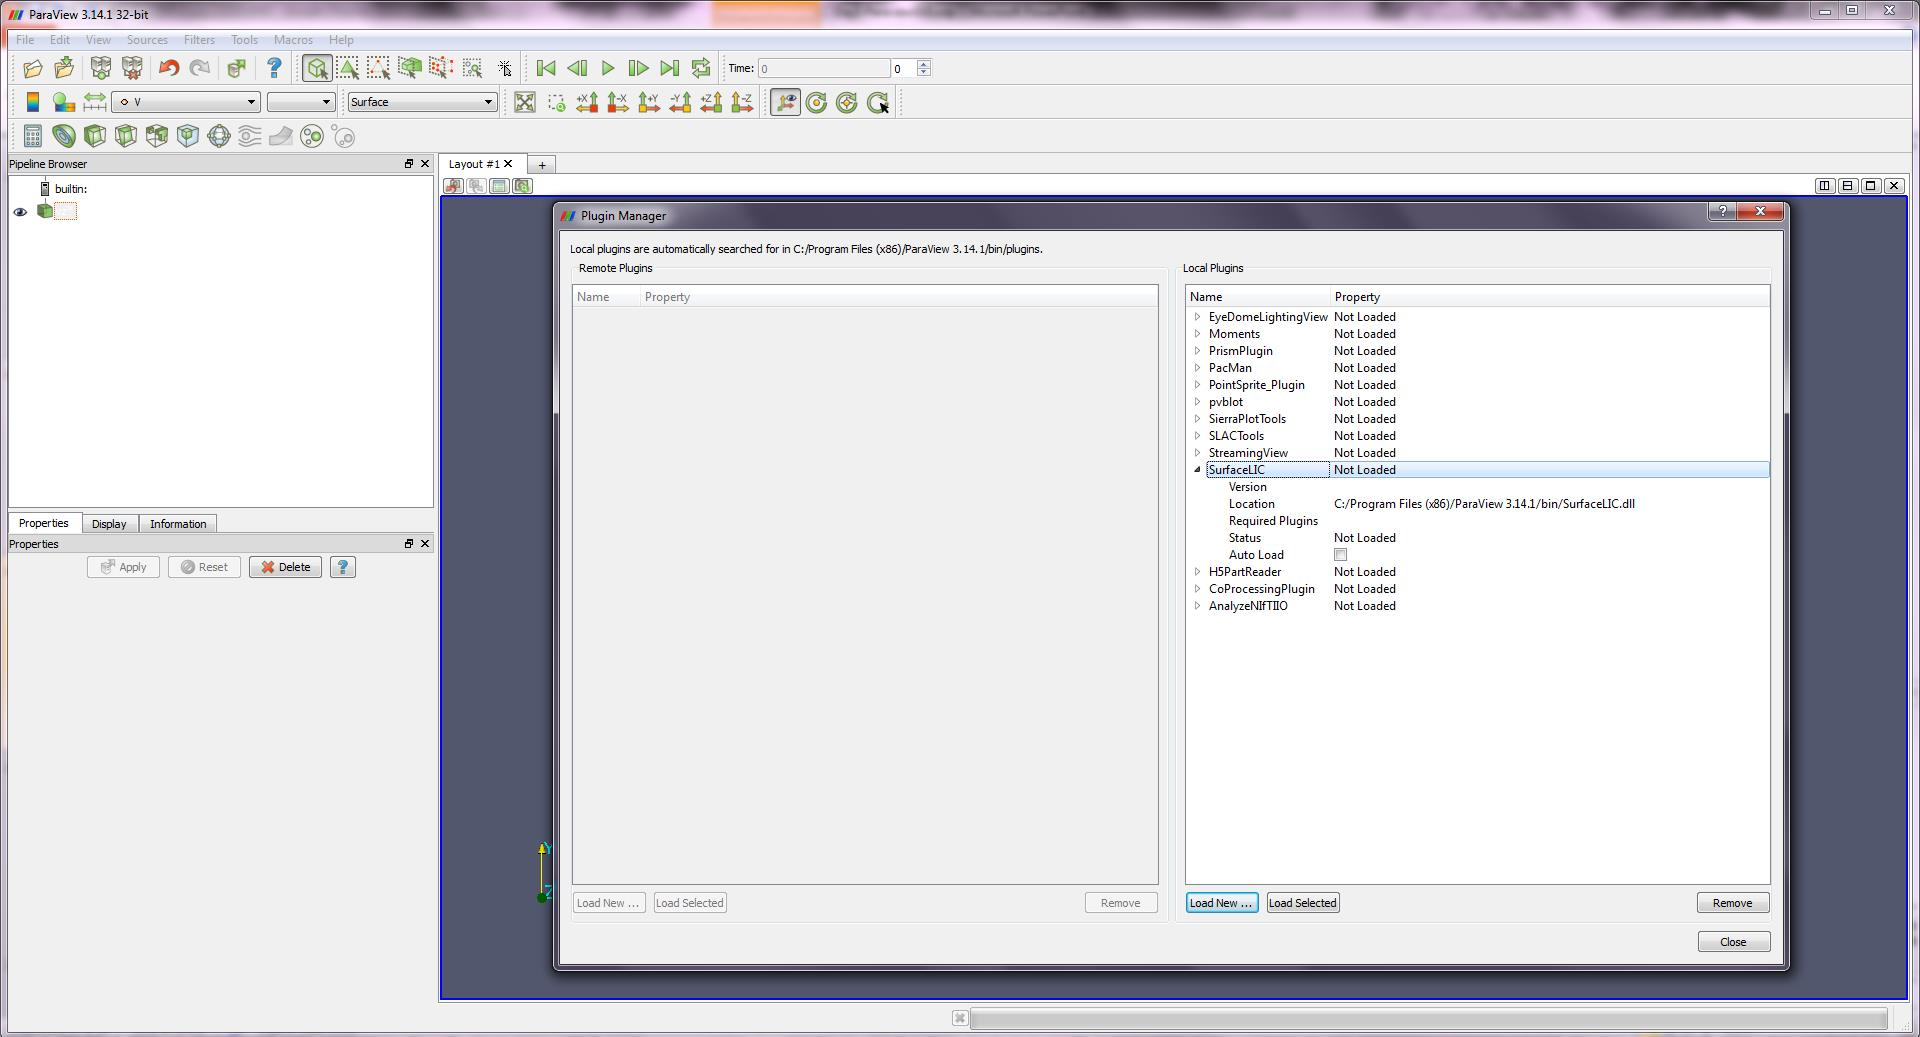 ParaView 3.14.1 32-bit
File Edit View Sources Filters Tools Macros Help
Time: 0 0
V Surface +X -X +Y -Y +Z -Z
Pipeline Browser
builtin:
Properties Display Information
Properties
Apply Reset Delete ?
Layout #1 +
Plugin Manager
Local plugins are automatically searched for in C:/Program Files (x86)/ParaView 3.14.1/bin/plugins.
Remote Plugins
Name Property
Load New ... Load Selected Remove
Local Plugins
Name Property
EyeDomeLightingView Not Loaded
Moments Not Loaded
PrismPlugin Not Loaded
PacMan Not Loaded
PointSprite_Plugin Not Loaded
pvblot Not Loaded
SierraPlotTools Not Loaded
SLACTools Not Loaded
StreamingView Not Loaded
SurfaceLIC Not Loaded
Version
Location C:/Program Files (x86)/ParaView 3.14.1/bin/SurfaceLIC.dll
Required Plugins
Status Not Loaded
Auto Load
H5PartReader Not Loaded
CoProcessingPlugin Not Loaded
AnalyzeNIfTIIO Not Loaded
Load New ... Load Selected Remove
Close
Y
Z